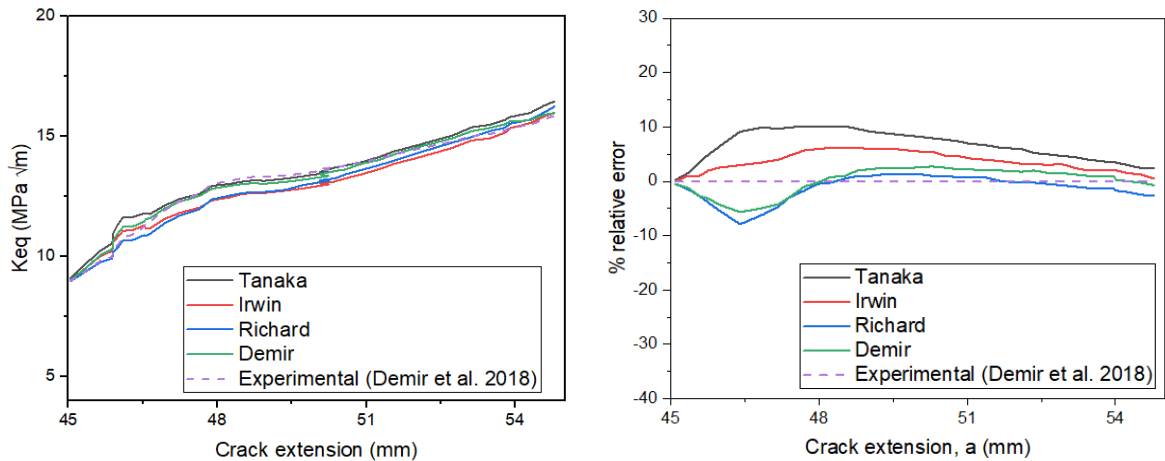 20
15
10
5
Keq (MPa √m)
45
48
51
54
Crack extension (mm)
Tanaka
Irwin
Richard
Demir
Experimental (Demir et al. 2018)
30
20
10
0
-10
-20
-30
-40
% relative error
45
48
51
54
Crack extension, a (mm)
Tanaka
Irwin
Richard
Demir
Experimental (Demir et al. 2018)